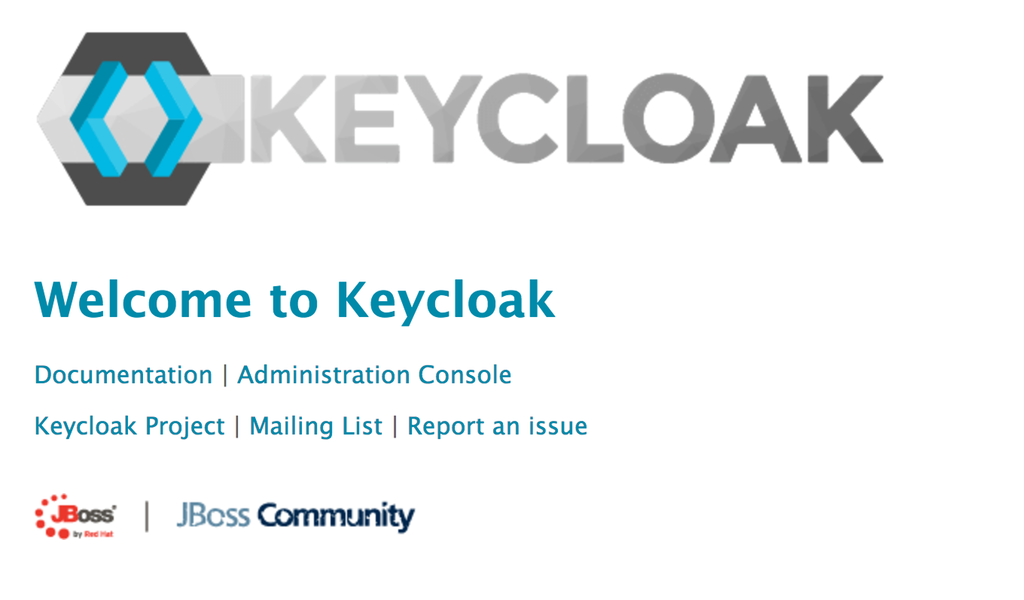 KEYCLOAK
Welcome to Keycloak
Documentation | Administration Console
Keycloak Project | Mailing List | Report an issue
JBoss by Red Hat | JBoss Community